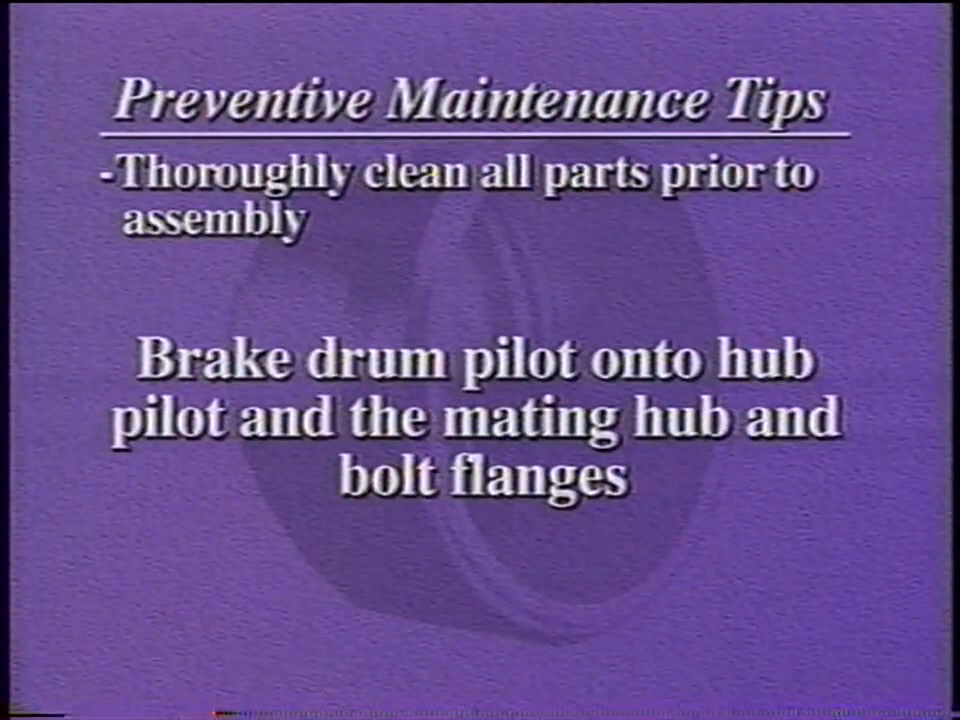 Preventive Maintenance Tips
-Thoroughly clean all parts prior to
assembly
Brake drum pilot onto hub
pilot and the mating hub and
bolt flanges